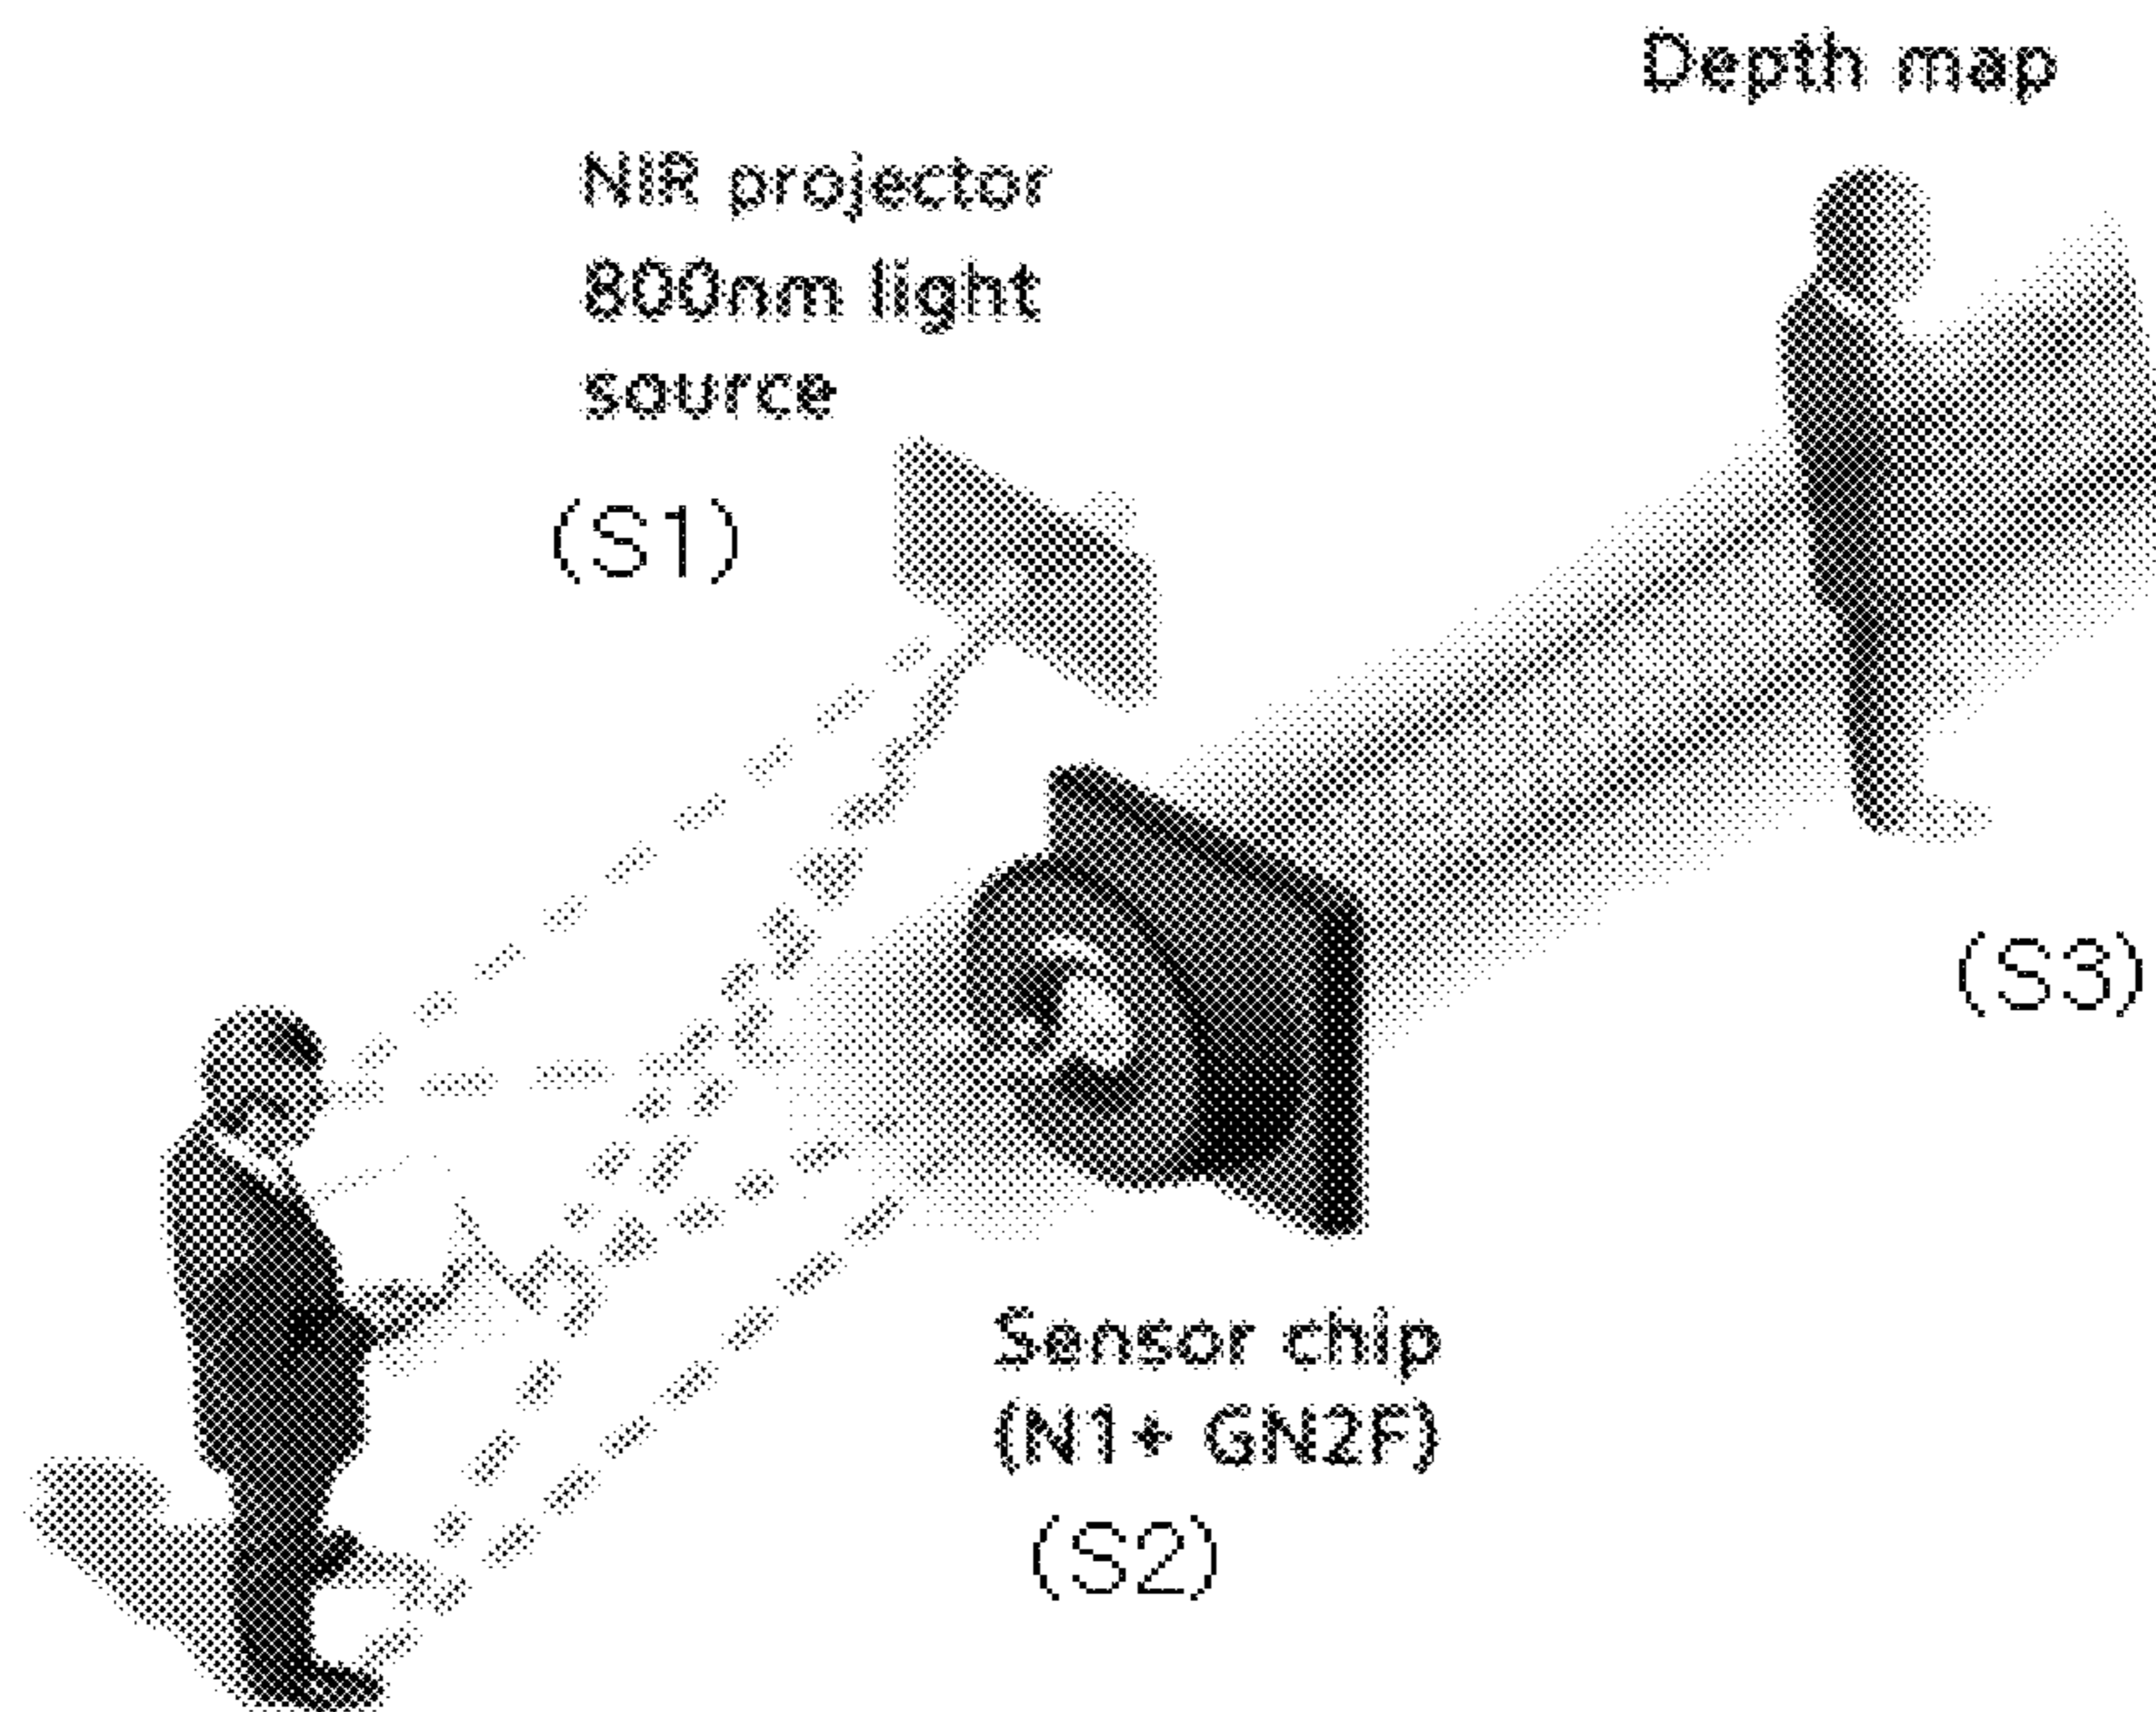 Depth map
NIR projector
800nm light
source
(S1)
(S3)
Sensor chip
(N1+ GN2F)
(S2)